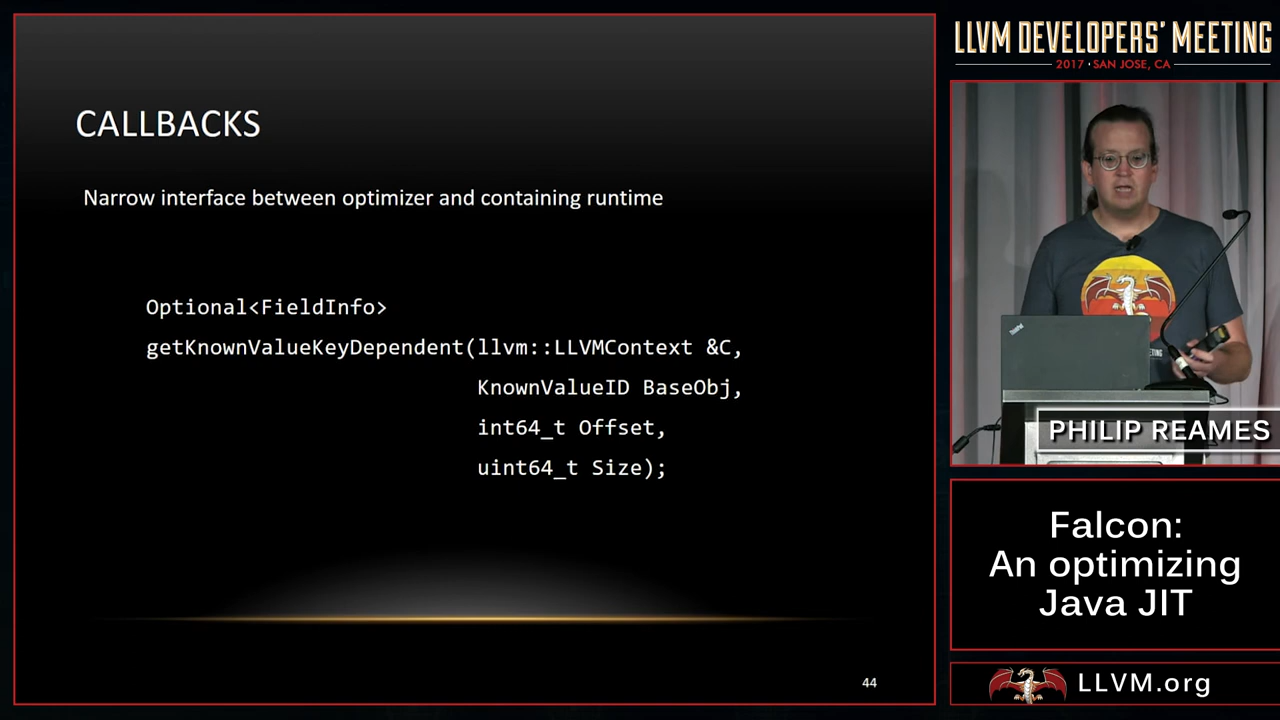 CALLBACKS
Narrow interface between optimizer and containing runtime
Optional<FieldInfo>
getKnownValueKeyDependent(llvm::LLVMContext &C,
KnownValueID BaseObj,
int64_t Offset,
uint64_t Size);
44
LLVM DEVELOPERS' MEETING
2017 • SAN JOSE, CA
ThinkPad
PHILIP REAMES
Falcon:
An optimizing
Java JIT
LLVM.org